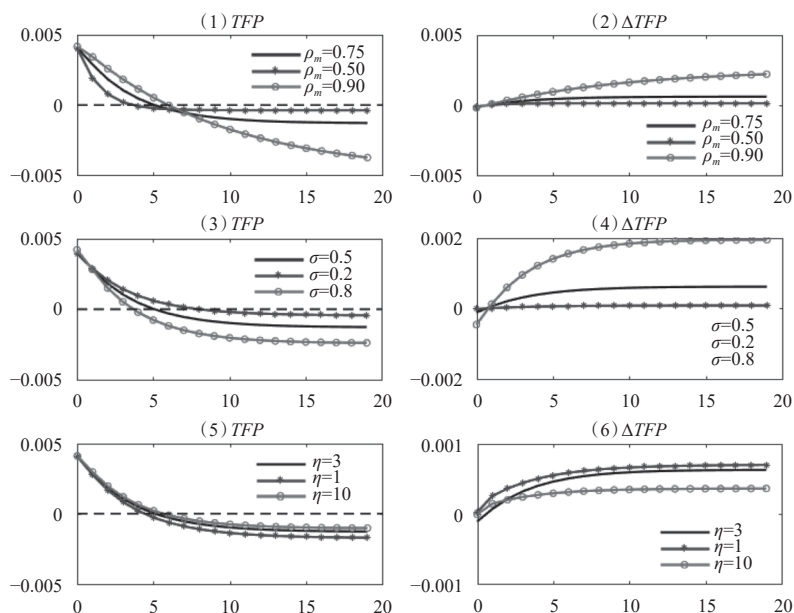 (1) TFP
0.005
0
−0.005
ρm=0.75
ρm=0.50
ρm=0.90
0 5 10 15 20
(2) ΔTFP
0.005
0
−0.005
ρm=0.75
ρm=0.50
ρm=0.90
0 5 10 15 20
(3) TFP
0.005
0
−0.005
σ=0.5
σ=0.2
σ=0.8
0 5 10 15 20
(4) ΔTFP
0.002
0
−0.002
σ=0.5
σ=0.2
σ=0.8
0 5 10 15 20
(5) TFP
0.005
0
−0.005
η=3
η=1
η=10
0 5 10 15 20
(6) ΔTFP
0.001
0
−0.001
η=3
η=1
η=10
0 5 10 15 20